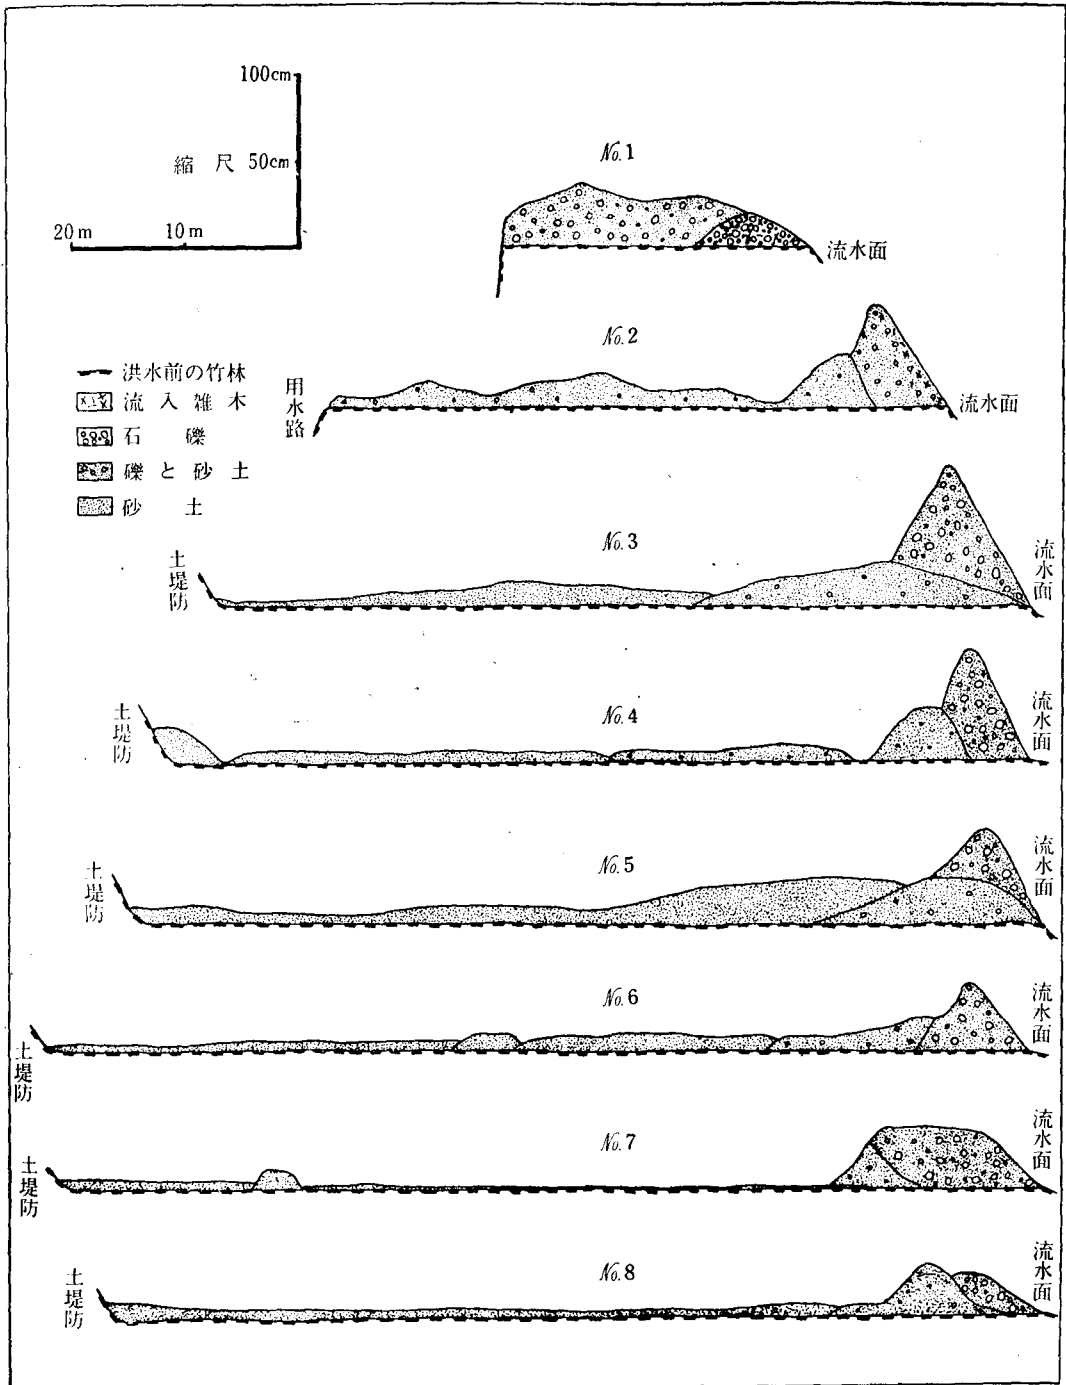 100cm
縮尺 50cm
20m 10m
No.1
流水面
No.2
用水路
流水面
洪水前の竹林
流入雑木
石礫
礫と砂土
砂土
No.3
土堤防
流水面
No.4
土堤防
流水面
No.5
土堤防
流水面
No.6
土堤防
流水面
No.7
土堤防
流水面
No.8
土堤防
流水面